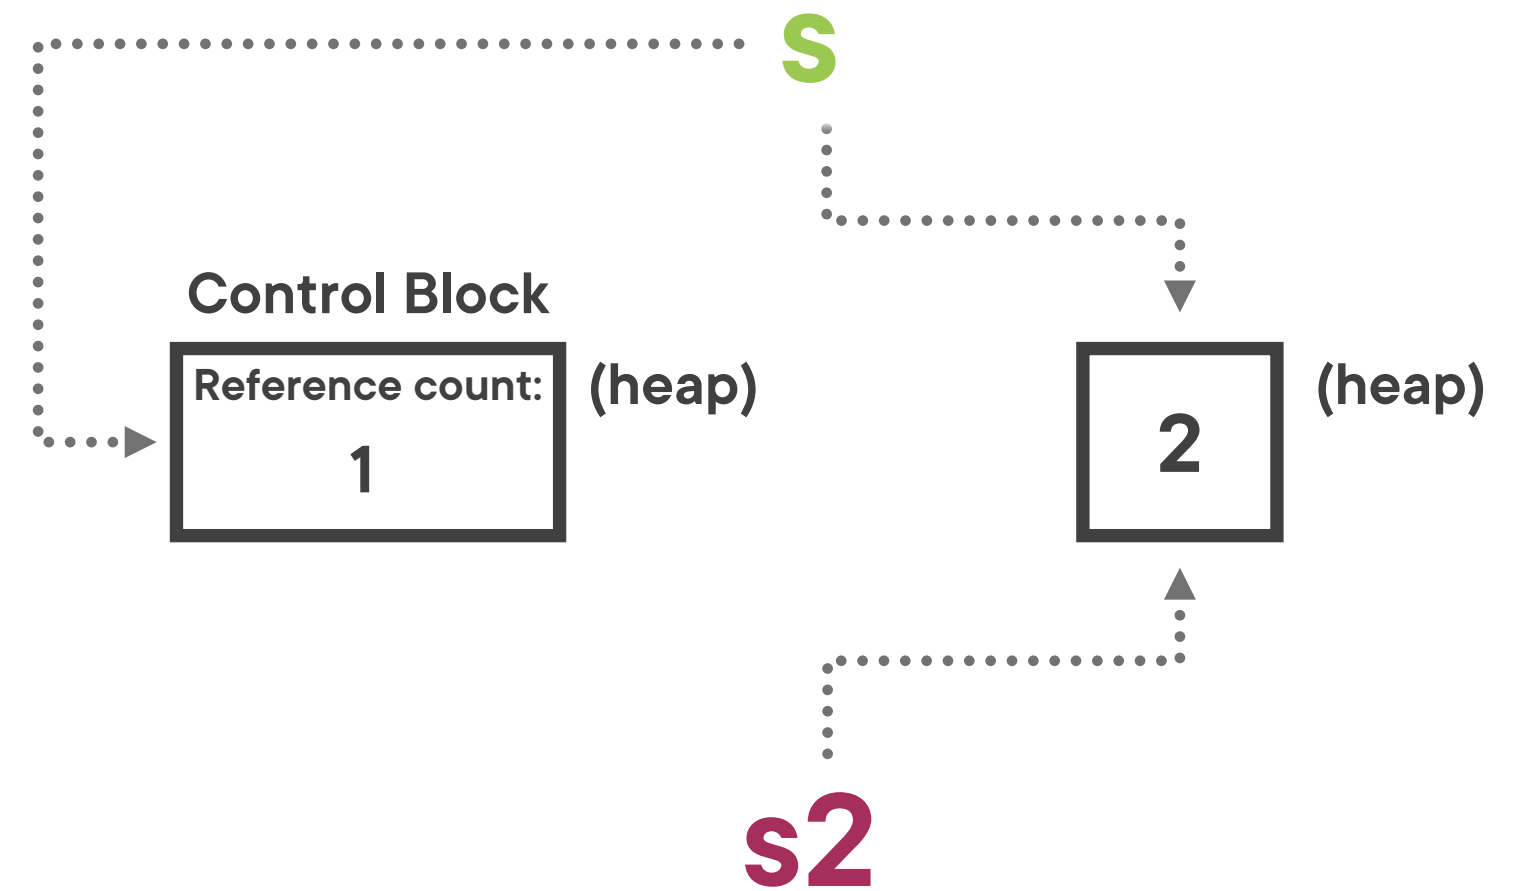 s
Control Block
Reference count:
1
(heap)
2
(heap)
s2